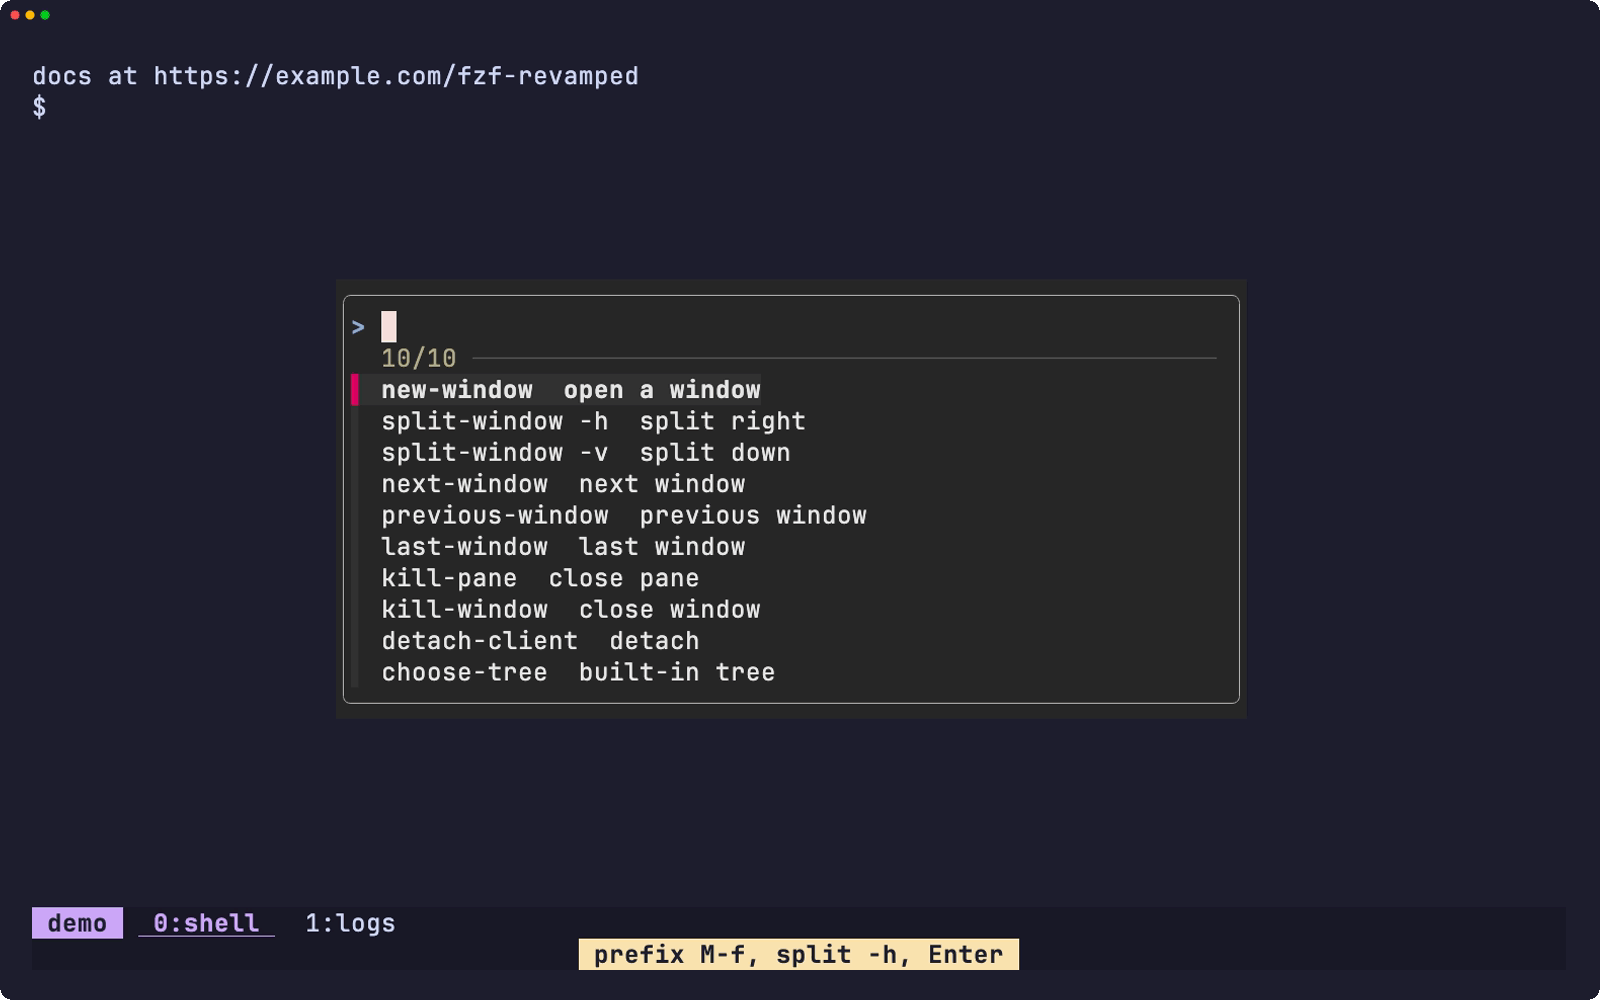 docs at https://example.com/fzf-revamped
$
>
10/10
new-window  open a window
split-window -h  split right
split-window -v  split down
next-window  next window
previous-window  previous window
last-window  last window
kill-pane  close pane
kill-window  close window
detach-client  detach
choose-tree  built-in tree
demo  0:shell  1:logs
prefix M-f, split -h, Enter